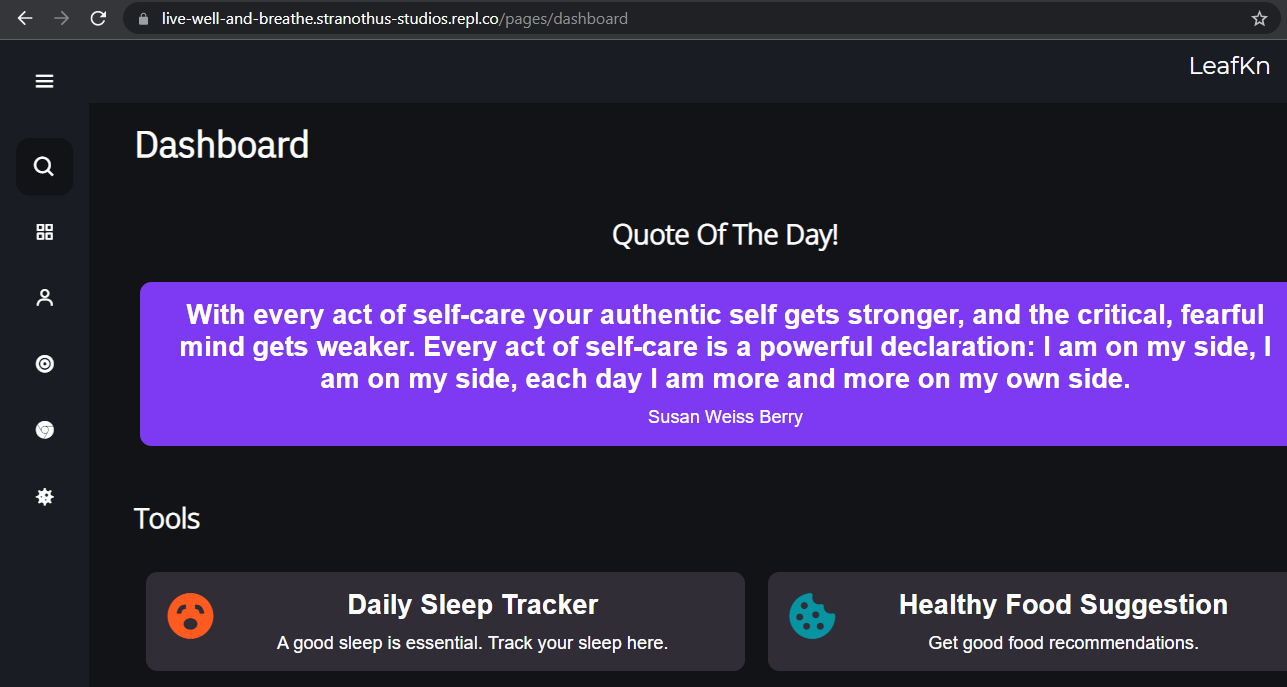 live-well-and-breathe.stranothus-studios.repl.co/pages/dashboard
LeafKn
Dashboard
Quote Of The Day!
With every act of self-care your authentic self gets stronger, and the critical, fearful
mind gets weaker. Every act of self-care is a powerful declaration: I am on my side, I
am on my side, each day I am more and more on my own side.
Susan Weiss Berry
Tools
Daily Sleep Tracker
A good sleep is essential. Track your sleep here.
Healthy Food Suggestion
Get good food recommendations.